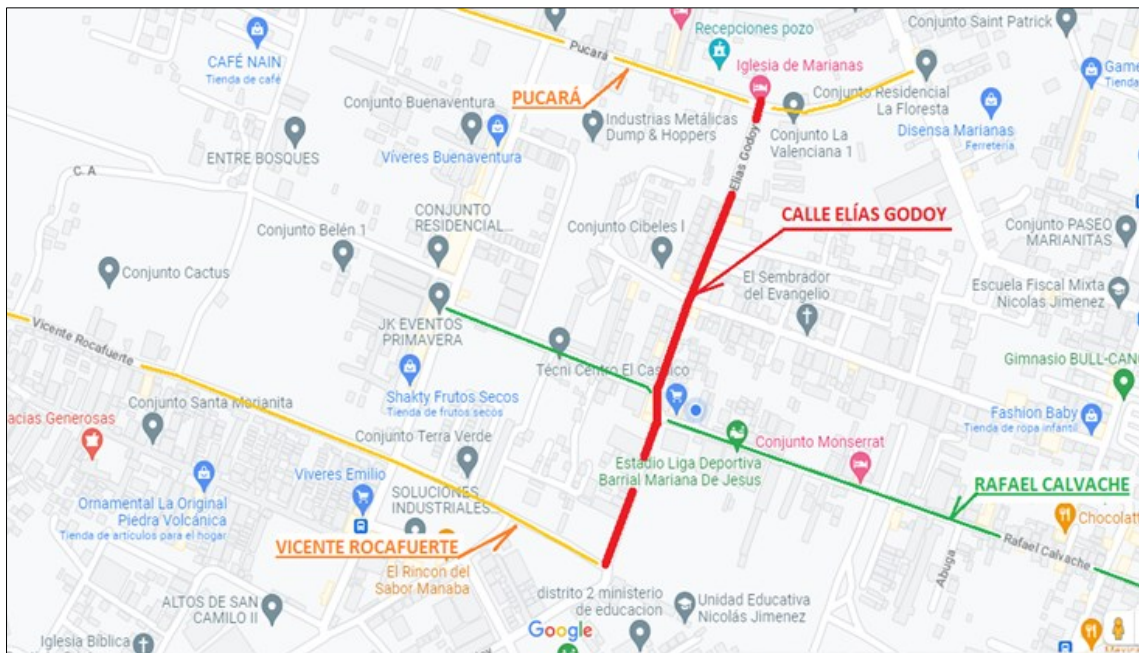 Conjunto Saint Patrick
CAFÉ NAIN
Tienda de café
Pucará
Recepciones pozo
Iglesia de Marianas
PUCARÁ
Conjunto Residencial
La Floresta
Conjunto Buenaventura
Industrias Metálicas
Dump & Hoppers
Conjunto La
Valenciana 1
Disensa Marianas
Ferretería
ENTRE BOSQUES
Víveres Buenaventura
Elías Godoy
C. A
CONJUNTO
RESIDENCIAL...
CALLE ELÍAS GODOY
Conjunto Belén 1
Conjunto Cibeles I
Conjunto PASEO
MARIANITAS
Conjunto Cactus
El Sembrador
del Evangelio
Escuela Fiscal Mixta
Nicolas Jimenez
Vicente Rocafuerte
JK EVENTOS
PRIMAVERA
Técni Centro El Castico
Gimnasio BULL-CAN
Shakty Frutos Secos
Tienda de frutos secos
Conjunto Santa Marianita
acias Generosas
Fashion Baby
Tienda de ropa infantil
Conjunto Terra Verde
Conjunto Monserrat
Estadio Liga Deportiva
Barrial Mariana De Jesus
Viveres Emilio
SOLUCIONES
INDUSTRIALES...
RAFAEL CALVACHE
Ornamental La Original
Piedra Volcánica
Tienda de artículos para el hogar
Chocolat
VICENTE ROCAFUERTE
Rafael Calvache
El Rincon del
Sabor Manaba
Abuga
distrito 2 ministerio
de educacion
ALTOS DE SAN
CAMILO II
Unidad Educativa
Nicolás Jimenez
Google
Iglesia Bíblica